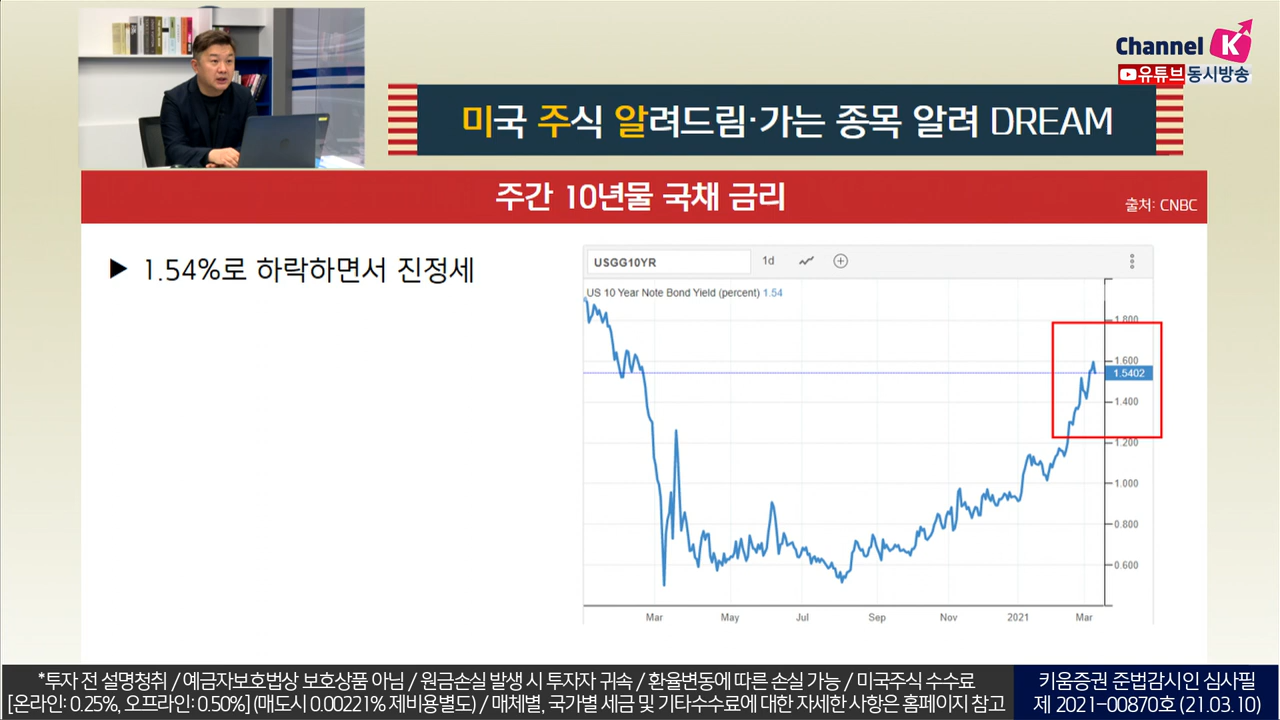 Channel K
유튜브 동시방송
미국 주식 알려드림·가는 종목 알려 DREAM
주간 10년물 국채 금리
출처: CNBC
▶ 1.54%로 하락하면서 진정세
USGG10YR
1d
US 10 Year Note Bond Yield (percent) 1.54
1.800
1.600
1.5402
1.400
1.200
1.000
0.800
0.600
Mar May Jul Sep Nov 2021 Mar
*투자 전 설명청취 / 예금자보호법상 보호상품 아님 / 원금손실 발생 시 투자자 귀속 / 환율변동에 따른 손실 가능 / 미국주식 수수료
[온라인: 0.25%, 오프라인: 0.50%] (매도시 0.00221% 제비용별도) / 매체별, 국가별 세금 및 기타수수료에 대한 자세한 사항은 홈페이지 참고
키움증권 준법감시인 심사필
제 2021-00870호 (21.03.10)